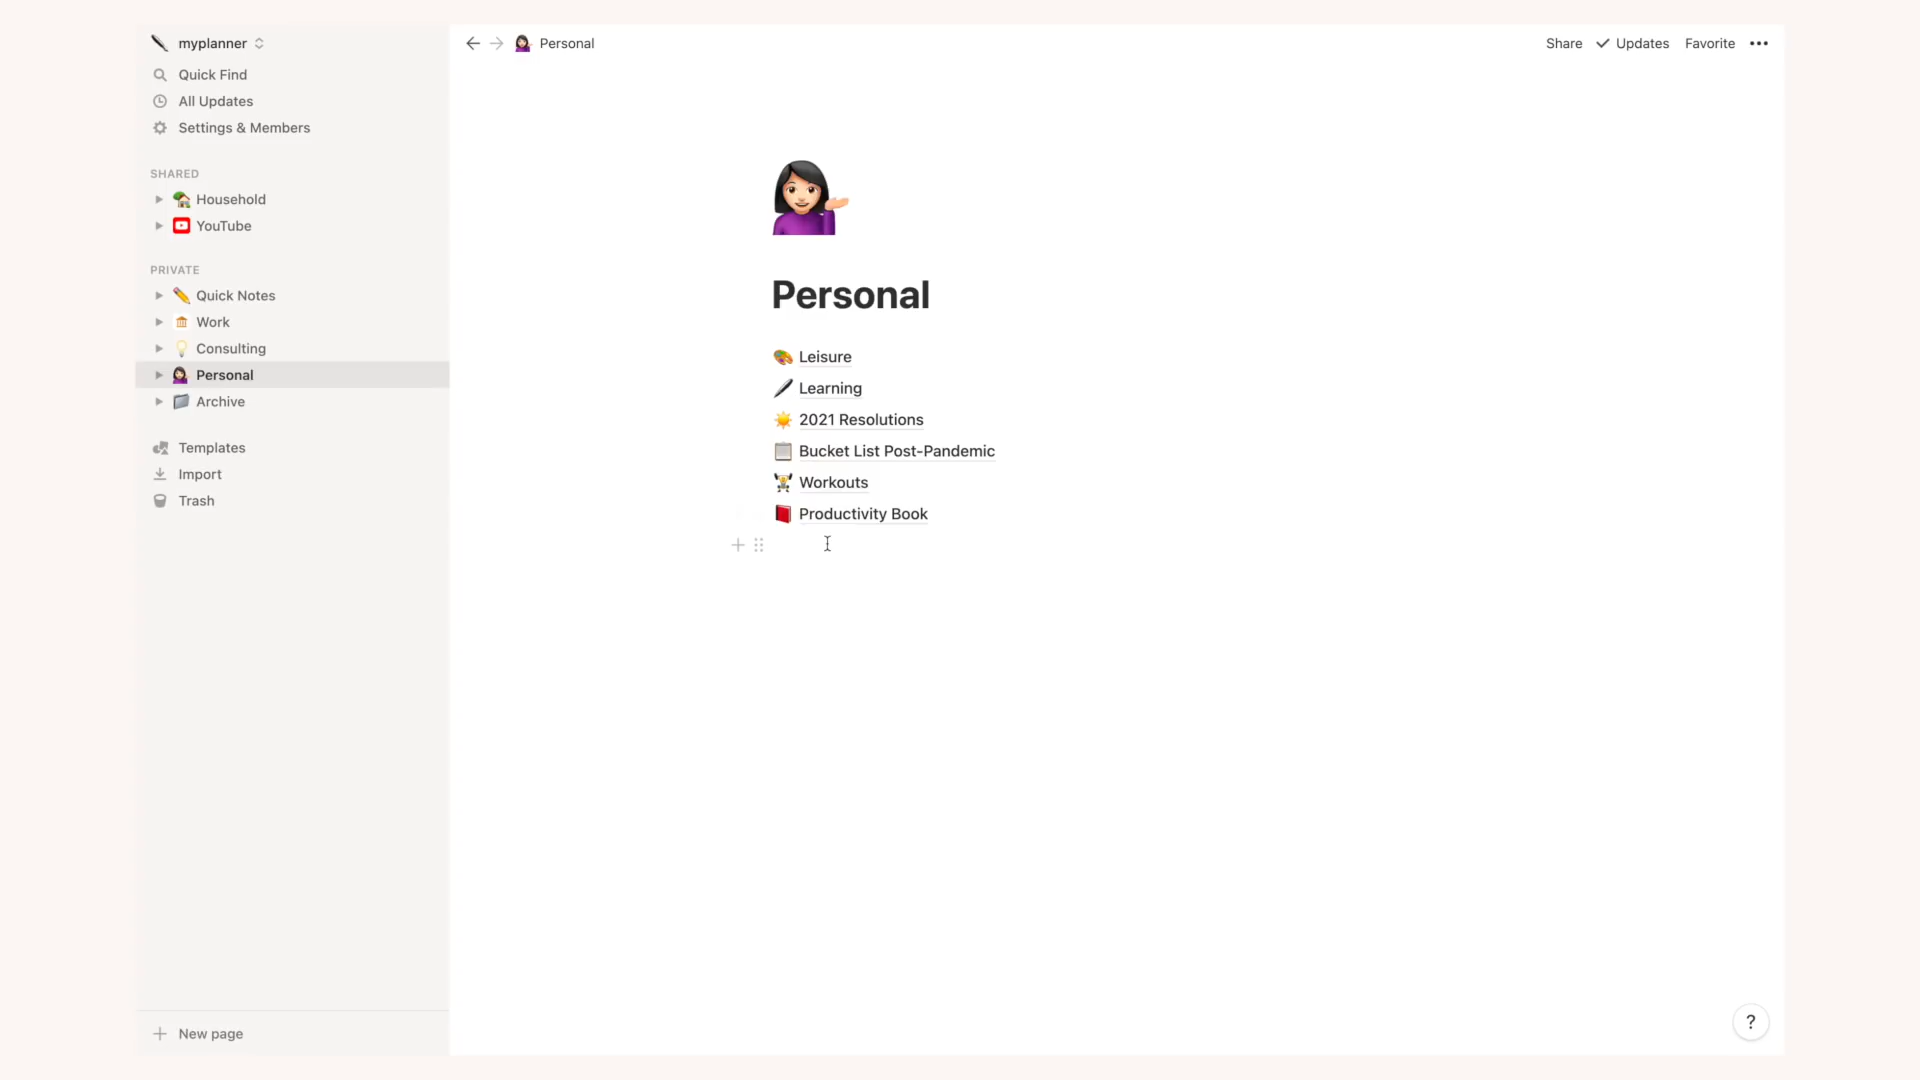 myplanner
Quick Find
All Updates
Settings & Members
SHARED
Household
YouTube
PRIVATE
Quick Notes
Work
Consulting
Personal
Archive
Templates
Import
Trash
New page
Personal
Share
Updates
Favorite
Personal
Leisure
Learning
2021 Resolutions
Bucket List Post-Pandemic
Workouts
Productivity Book
?